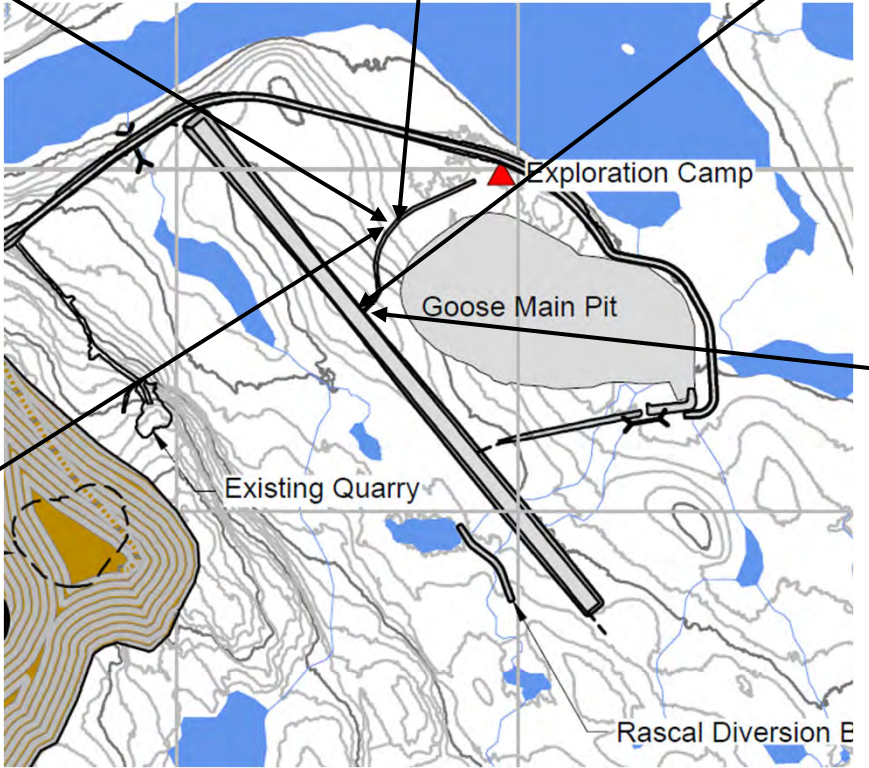 Exploration Camp
Goose Main Pit
Existing Quarry
Rascal Diversion B